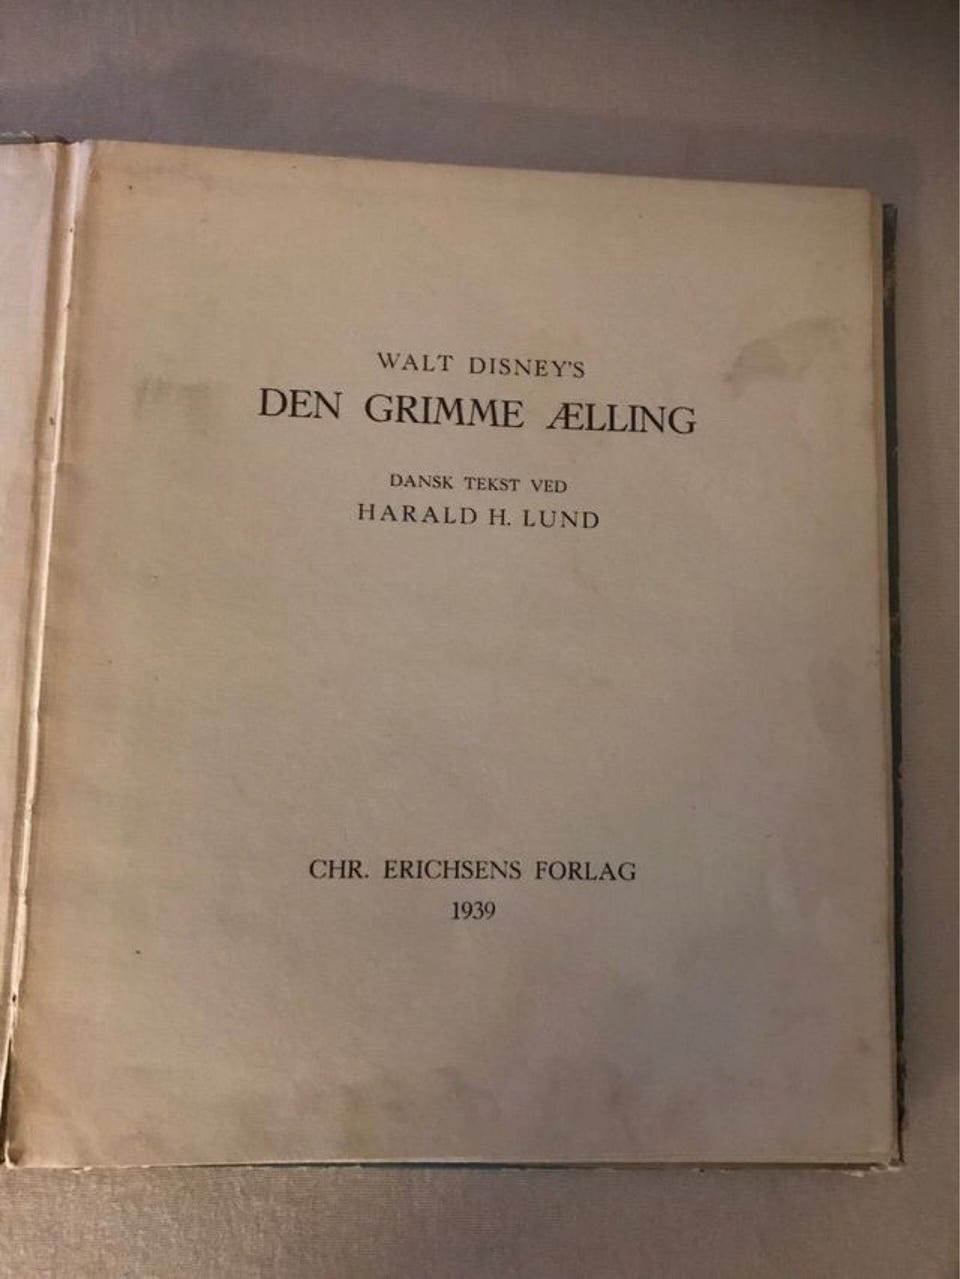 WALT DISNEY'S
DEN GRIMME ÆLLING
DANSK TEKST VED
HARALD H. LUND
CHR. ERICHSENS FORLAG
1939